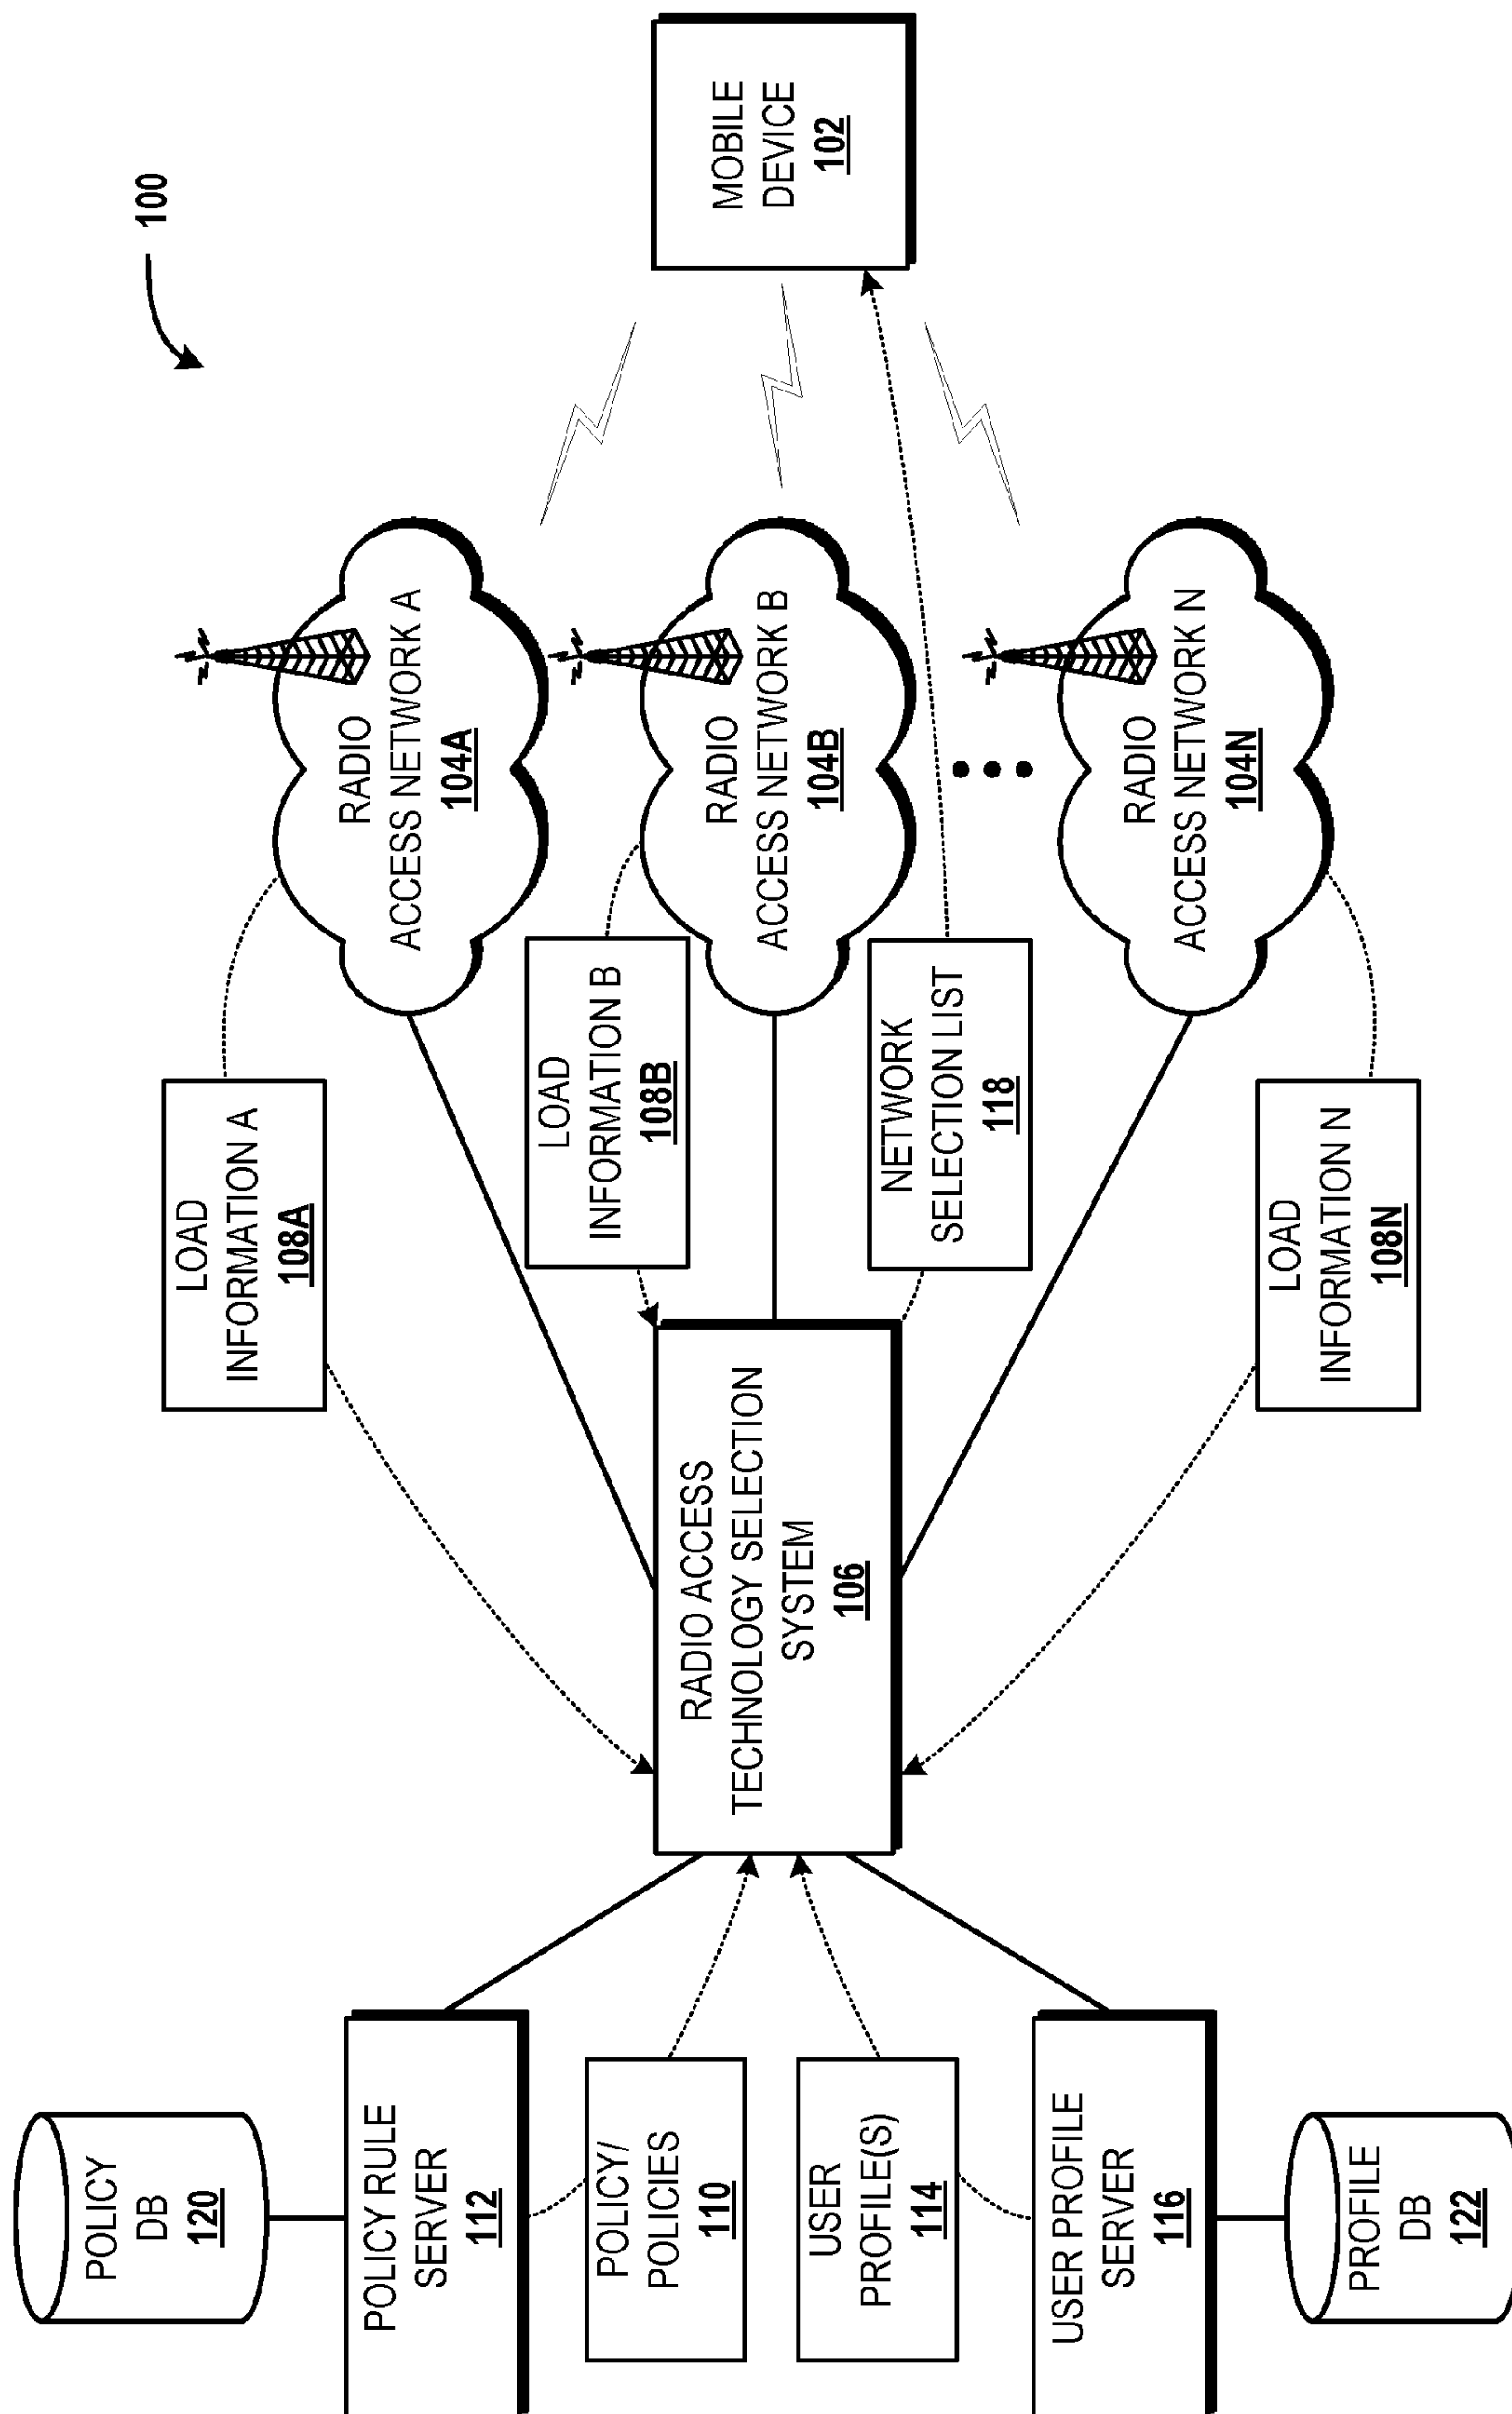 100
POLICY
DB
120
POLICY RULE
SERVER
112
POLICY/
POLICIES
110
USER
PROFILE(S)
114
USER PROFILE
SERVER
116
PROFILE
DB
122
RADIO ACCESS
TECHNOLOGY SELECTION
SYSTEM
106
LOAD
INFORMATION A
108A
LOAD
INFORMATION B
108B
NETWORK
SELECTION LIST
118
LOAD
INFORMATION N
108N
RADIO
ACCESS NETWORK A
104A
RADIO
ACCESS NETWORK B
104B
RADIO
ACCESS NETWORK N
104N
MOBILE
DEVICE
102